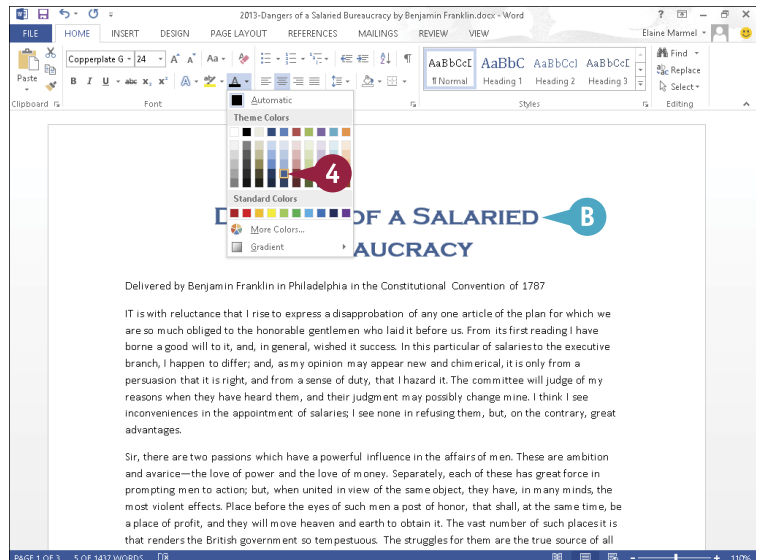 2013-Dangers of a Salaried Bureaucracy by Benjamin Franklin.docx - Word
FILE HOME INSERT DESIGN PAGE LAYOUT REFERENCES MAILINGS REVIEW VIEW Elaine Marmel
Copperplate G 24 A A Aa
AaBbCcI AaBbC AaBbCcI AaBbCcI
Find
Replace
Select
Paste B I U abc X₂ X² A A
¶ Normal Heading 1 Heading 2 Heading 3
Clipboard Font Styles Editing
Automatic
Theme Colors
4
Standard Colors
More Colors...
Gradient
D OF A SALARIED B
AUCRACY
Delivered by Benjamin Franklin in Philadelphia in the Constitutional Convention of 1787
IT is with reluctance that I rise to express a disapprobation of any one article of the plan for which we
are so much obliged to the honorable gentlemen who laid it before us. From its first reading I have
borne a good will to it, and, in general, wished it success. In this particular of salaries to the executive
branch, I happen to differ; and, as my opinion may appear new and chimerical, it is only from a
persuasion that it is right, and from a sense of duty, that I hazard it. The committee will judge of my
reasons when they have heard them, and their judgment may possibly change mine. I think I see
inconveniences in the appointment of salaries; I see none in refusing them, but, on the contrary, great
advantages.
Sir, there are two passions which have a powerful influence in the affairs of men. These are ambition
and avarice—the love of power and the love of money. Separately, each of these has great force in
prompting men to action; but, when united in view of the same object, they have, in many minds, the
most violent effects. Place before the eyes of such men a post of honor, that shall, at the same time, be
a place of profit, and they will move heaven and earth to obtain it. The vast number of such places it is
that renders the British government so tempestuous. The struggles for them are the true source of all
PAGE 1 OF 3 5 OF 1437 WORDS 110%